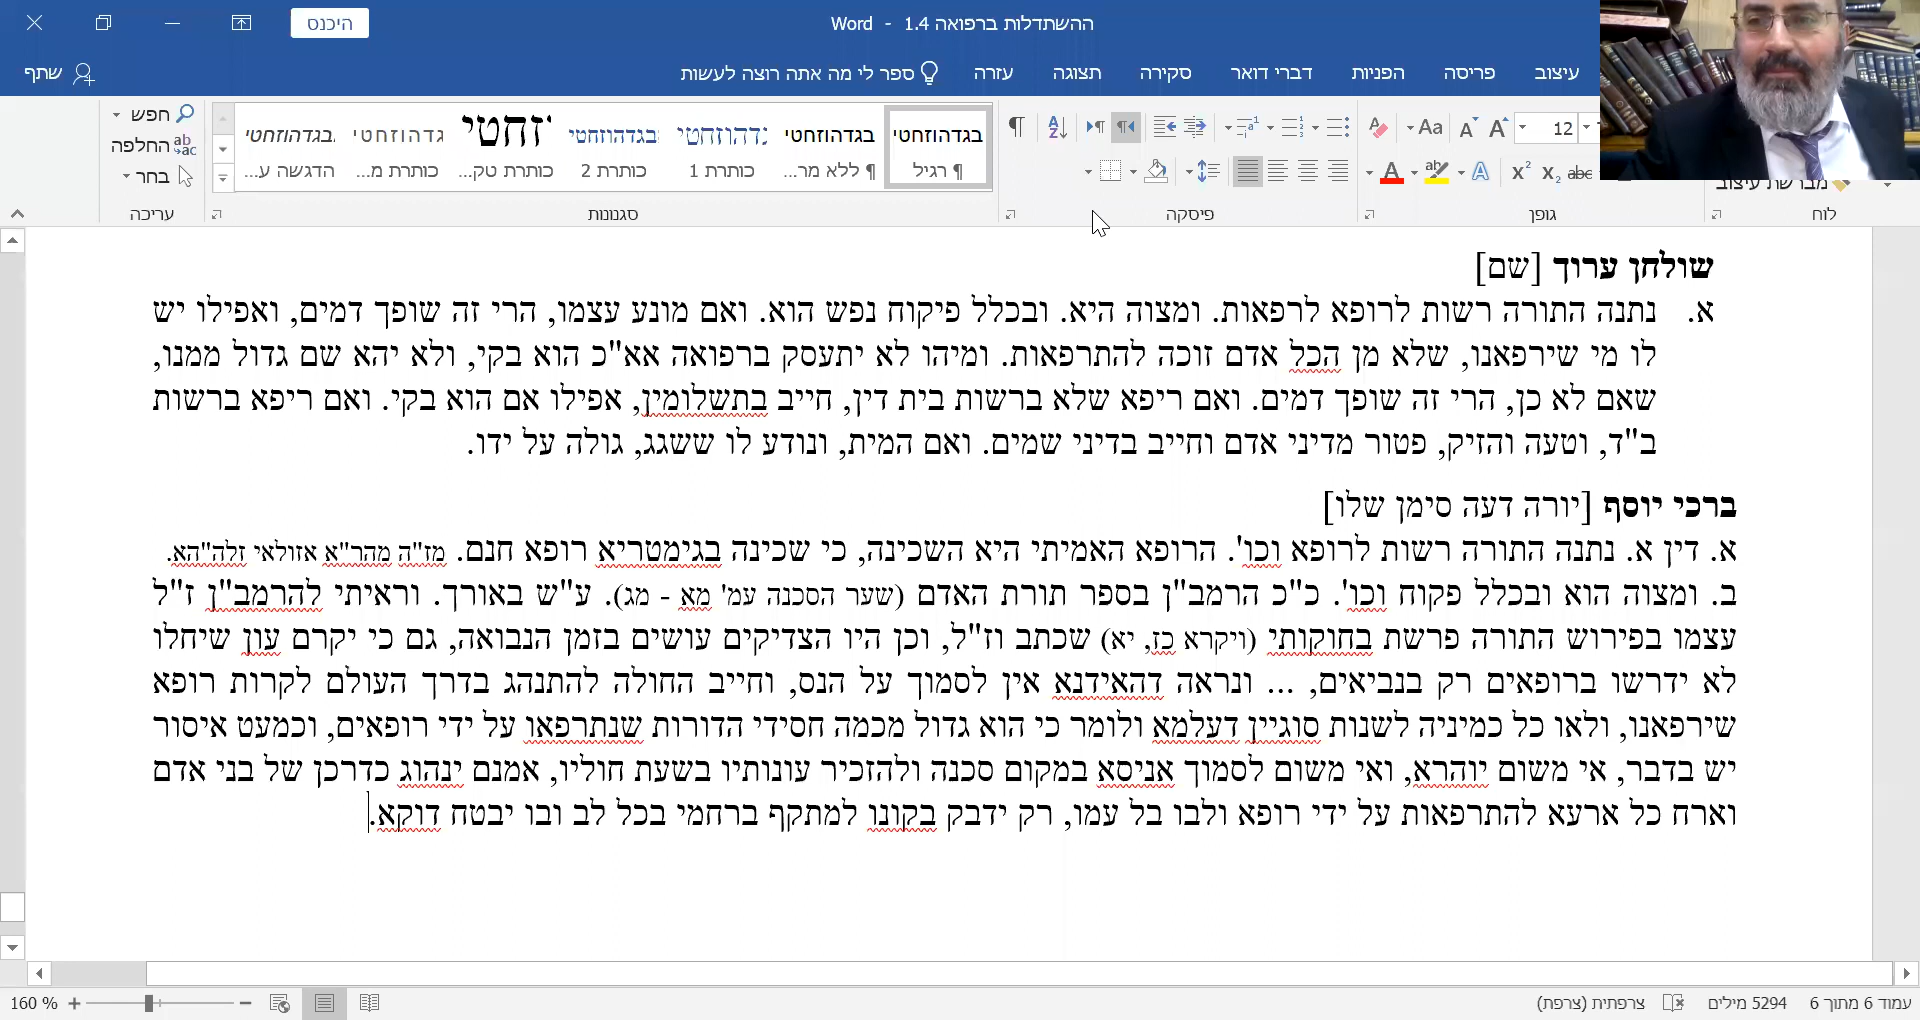 היכנס
ההשתדלות ברפואה 1.4 - Word
עיצוב
פריסה
הפניות
דברי דואר
סקירה
תצוגה
עזרה
ספר לי מה אתה רוצה לעשות
שתף
מברשת עיצוב
לוח
12
Aa
abc
גופן
פיסקה
בגדהוזחטי
¶ רגיל
בגדהוזחטי
¶ ללא מר...
כותרת 1
כותרת 2
כותרת טק...
כותרת מ...
הדגשה ע...
סגנונות
חפש
החלפה
בחר
עריכה
שולחן ערוך [שם]
א. נתנה התורה רשות לרופא לרפאות. ומצוה היא. ובכלל פיקוח נפש הוא. ואם מונע עצמו, הרי זה שופך דמים, ואפילו יש
לו מי שירפאנו, שלא מן הכל אדם זוכה להתרפאות. ומיהו לא יתעסק ברפואה אא"כ הוא בקי, ולא יהא שם גדול ממנו,
שאם לא כן, הרי זה שופך דמים. ואם ריפא שלא ברשות בית דין, חייב בתשלומין, אפילו אם הוא בקי. ואם ריפא ברשות
ב"ד, וטעה והזיק, פטור מדיני אדם וחייב בדיני שמים. ואם המית, ונודע לו ששגג, גולה על ידו.
ברכי יוסף [יורה דעה סימן שלו]
א. דין א. נתנה התורה רשות לרופא וכו'. הרופא האמיתי היא השכינה, כי שכינה בגימטריא רופא חנם. מז"ה מהר"א אזולאי זלה"הא.
ב. ומצוה הוא ובכלל פקוח וכו'. כ"כ הרמב"ן בספר תורת האדם (שער הסכנה עמ' מא - מג). ע"ש באורך. וראיתי להרמב"ן ז"ל
עצמו בפירוש התורה פרשת בחוקותי (ויקרא כז, יא) שכתב וז"ל, וכן היו הצדיקים עושים בזמן הנבואה, גם כי יקרם עון שיחלו
לא ידרשו ברופאים רק בנביאים, ... ונראה דהאידנא אין לסמוך על הנס, וחייב החולה להתנהג בדרך העולם לקרות רופא
שירפאנו, ולאו כל כמיניה לשנות סוגיין דעלמא ולומר כי הוא גדול מכמה חסידי הדורות שנתרפאו על ידי רופאים, וכמעט איסור
יש בדבר, אי משום יוהרא, ואי משום לסמוך אניסא במקום סכנה ולהזכיר עונותיו בשעת חוליו, אמנם ינהוג כדרכן של בני אדם
וארח כל ארעא להתרפאות על ידי רופא ולבו בל עמו, רק ידבק בקונו למתקף ברחמי בכל לב ובו יבטח דוקא.
עמוד 6 מתוך 6
5294 מילים
צרפתית (צרפת)
160 %